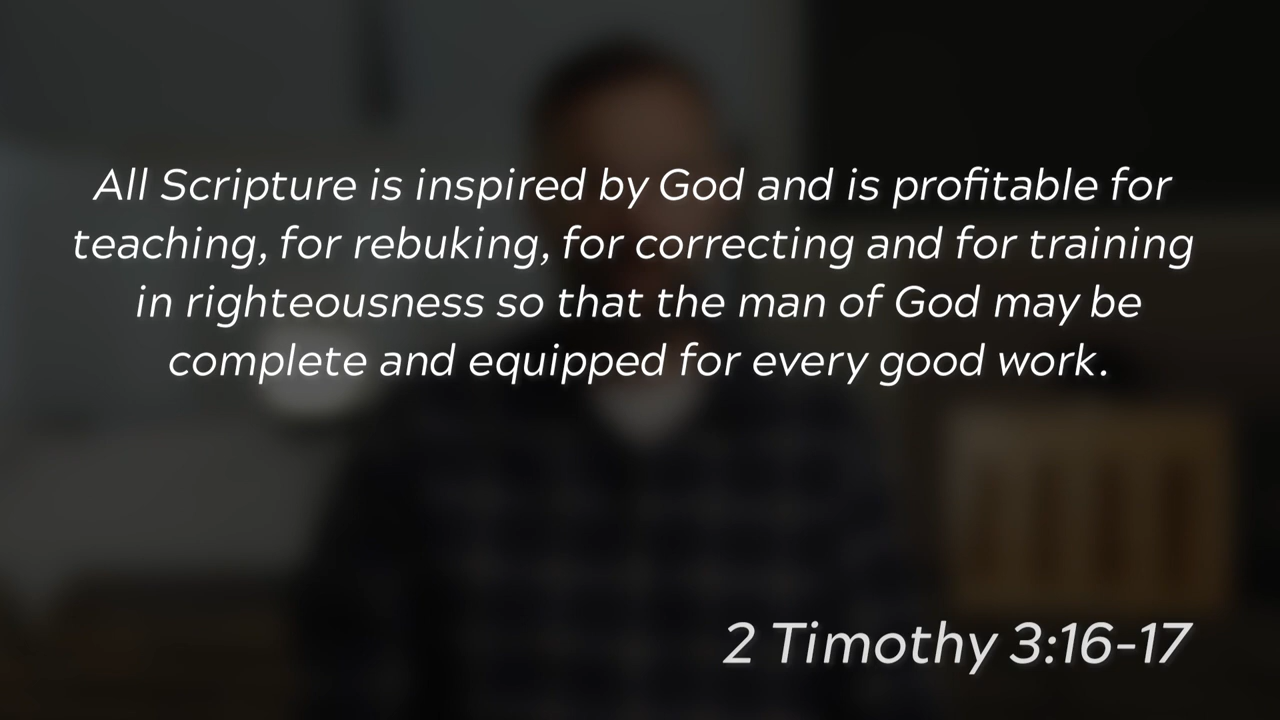 All Scripture is inspired by God and is profitable for
teaching, for rebuking, for correcting and for training
in righteousness so that the man of God may be
complete and equipped for every good work.
2 Timothy 3:16-17